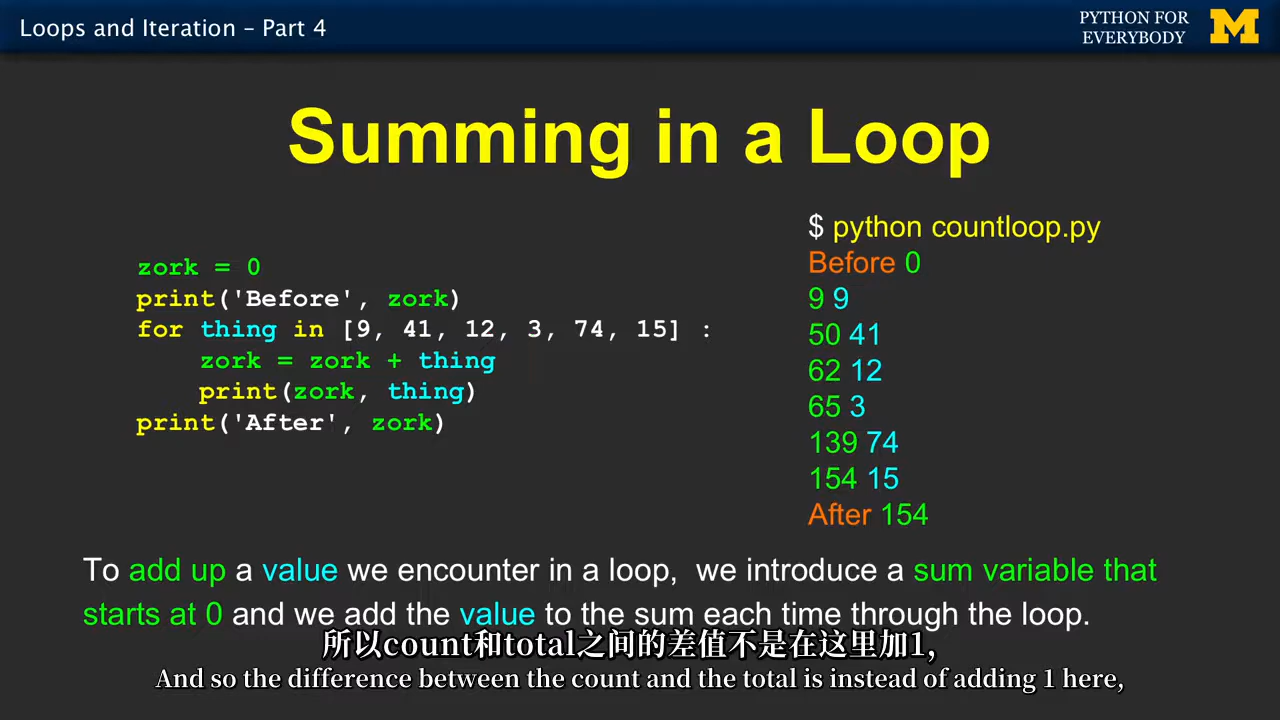 Loops and Iteration – Part 4
PYTHON FOR
EVERYBODY
M
Summing in a Loop
zork = 0
print('Before', zork)
for thing in [9, 41, 12, 3, 74, 15] :
    zork = zork + thing
    print(zork, thing)
print('After', zork)
$ python countloop.py
Before 0
9 9
50 41
62 12
65 3
139 74
154 15
After 154
To add up a value we encounter in a loop, we introduce a sum variable that
starts at 0 and we add the value to the sum each time through the loop.
所以count和total之间的差值不是在这里加1,
And so the difference between the count and the total is instead of adding 1 here,